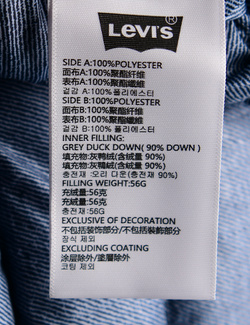 Levi's
®
SIDE A:100%POLYESTER
面布A:100%聚酯纤维
表布A:100%聚酯纖維
겉감 A:100%폴리에스터
SIDE B:100%POLYESTER
面布B:100%聚酯纤维
表布B:100%聚酯纖維
겉감 B:100%폴리에스터
INNER FILLING:
GREY DUCK DOWN( 90% DOWN )
填充物:灰鸭绒(含绒量 90%)
填充物:灰鴨絨(含絨量 90%)
충전재 :오리 다운(충전 90%)
FILLING WEIGHT:56G
充绒量:56克
充絨量:56克
충전재 :56G
EXCLUSIVE OF DECORATION
不包括装饰部分/不包括裝飾部分
장식 제외
EXCLUDING COATING
涂层除外/塗層除外
코팅 제외